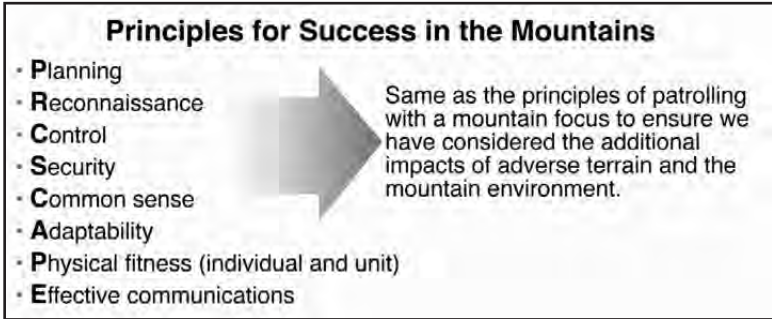 Principles for Success in the Mountains
· Planning
· Reconnaissance
· Control
· Security
· Common sense
· Adaptability
· Physical fitness (individual and unit)
· Effective communications
Same as the principles of patrolling
with a mountain focus to ensure we
have considered the additional
impacts of adverse terrain and the
mountain environment.